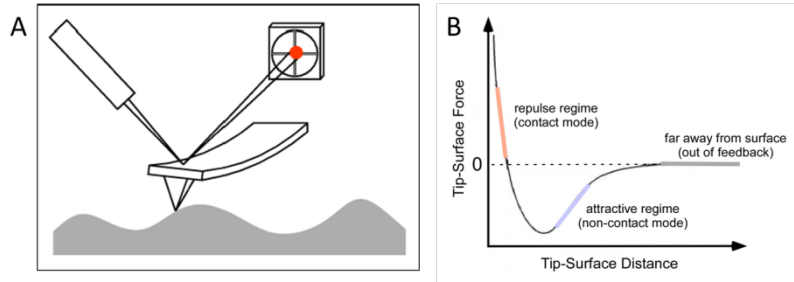 A
B
Tip-Surface Force
0
repulse regime
(contact mode)
far away from surface
(out of feedback)
attractive regime
(non-contact mode)
Tip-Surface Distance